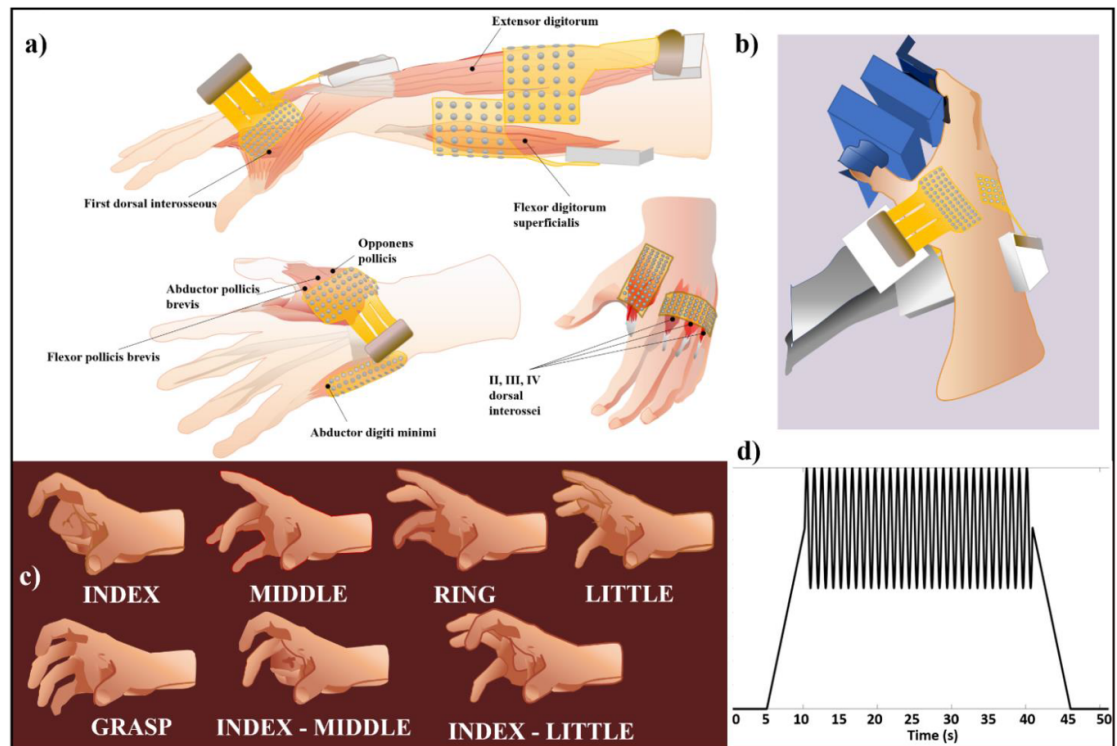 a)
Extensor digitorum
First dorsal interosseous
Flexor digitorum
superficialis
Opponens
pollicis
Abductor pollicis
brevis
Flexor pollicis brevis
Abductor digiti minimi
II, III, IV
dorsal
interossei
b)
c)
INDEX
MIDDLE
RING
LITTLE
GRASP
INDEX - MIDDLE
INDEX - LITTLE
d)
0 5 10 15 20 25 30 35 40 45 50
Time (s)